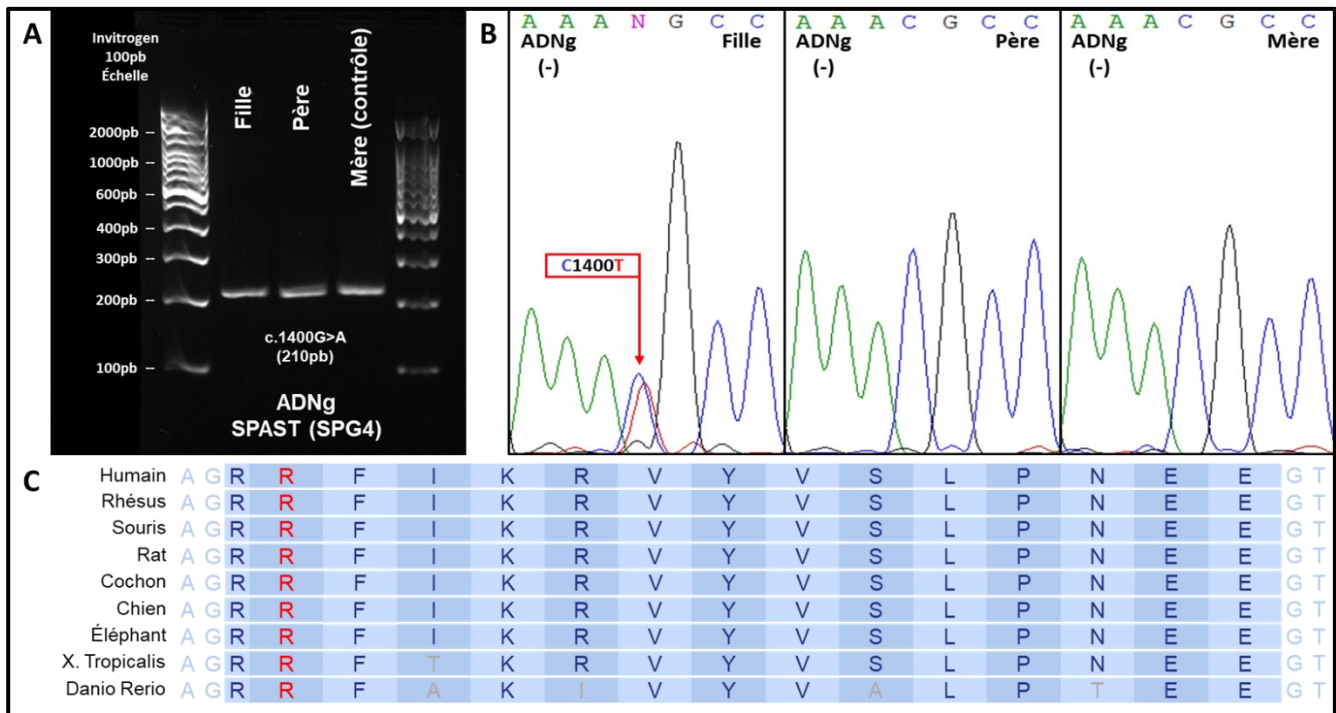 A
Invitrogen
100pb
Échelle
Fille
Père
Mère (contrôle)
2000pb --
1000pb --
600pb --
400pb --
300pb --
200pb --
100pb --
c.1400G>A
(210pb)
ADNg
SPAST (SPG4)
B
A A A N G C C
ADNg Fille
(-)
C1400T
A A A C G C C
ADNg Père
(-)
A A A C G C C
ADNg Mère
(-)
C
Humain A G R R F I K R V Y V S L P N E E G T
Rhésus A G R R F I K R V Y V S L P N E E G T
Souris A G R R F I K R V Y V S L P N E E G T
Rat A G R R F I K R V Y V S L P N E E G T
Cochon A G R R F I K R V Y V S L P N E E G T
Chien A G R R F I K R V Y V S L P N E E G T
Éléphant A G R R F I K R V Y V S L P N E E G T
X. Tropicalis A G R R F T K R V Y V S L P N E E G T
Danio Rerio A G R R F A K I V Y V A L P T E E G T